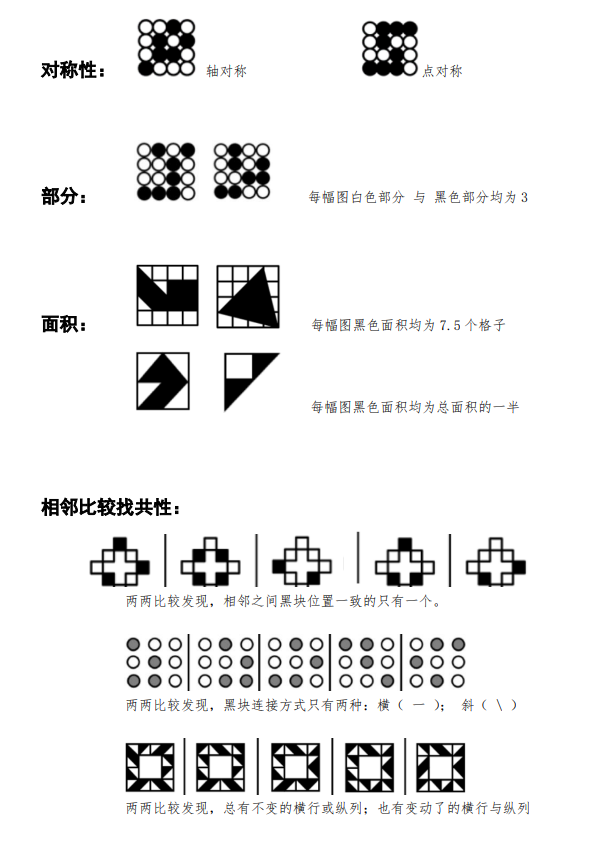 对称性： 轴对称 点对称
部分： 每幅图白色部分 与 黑色部分均为 3
面积： 每幅图黑色面积均为 7.5 个格子
每幅图黑色面积均为总面积的一半
相邻比较找共性：
两两比较发现，相邻之间黑块位置一致的只有一个。
两两比较发现，黑块连接方式只有两种：横（ 一 ）； 斜（ \ ）
两两比较发现，总有不变的横行或纵列；也有变动了的横行与纵列